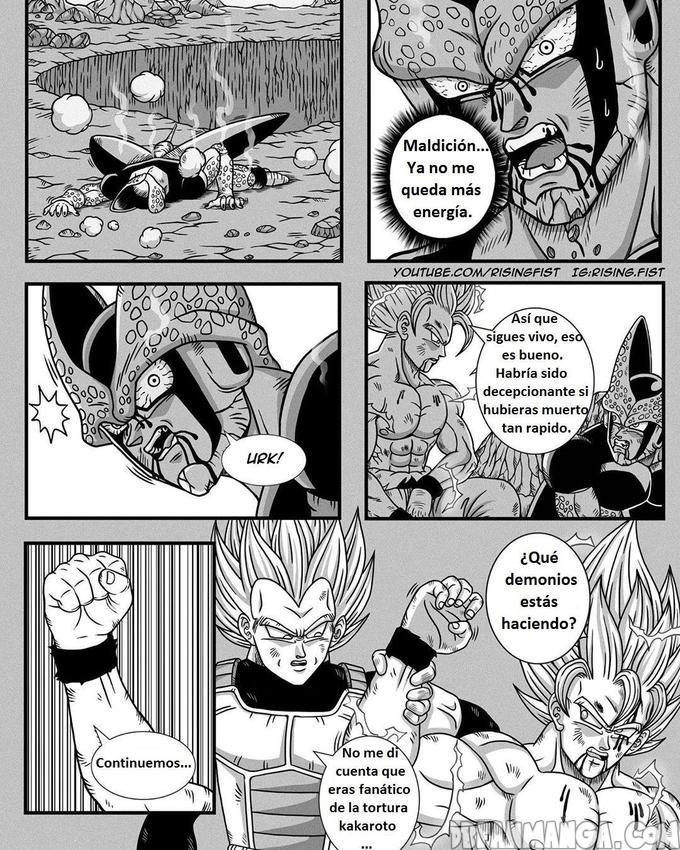 Maldición...
Ya no me
queda más
energía.
YOUTUBE.COM/RISINGFIST IG:RISING.FIST
URK!
Así que
sigues vivo, eso
es bueno.
Habría sido
decepcionante si
hubieras muerto
tan rapido.
Continuemos...
¿Qué
demonios
estás
haciendo?
No me di
cuenta que
eras fanático
de la tortura
kakaroto
...
DREANMANGA.COM